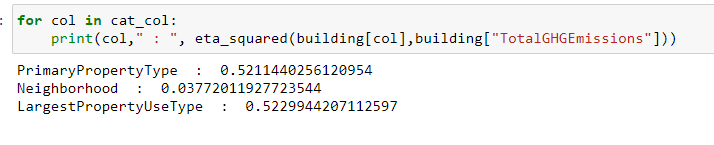 : for col in cat_col:
print(col," : ", eta_squared(building[col],building["TotalGHGEmissions"]))
PrimaryPropertyType  :  0.5211440256120954
Neighborhood  :  0.03772011927723544
LargestPropertyUseType  :  0.5229944207112597